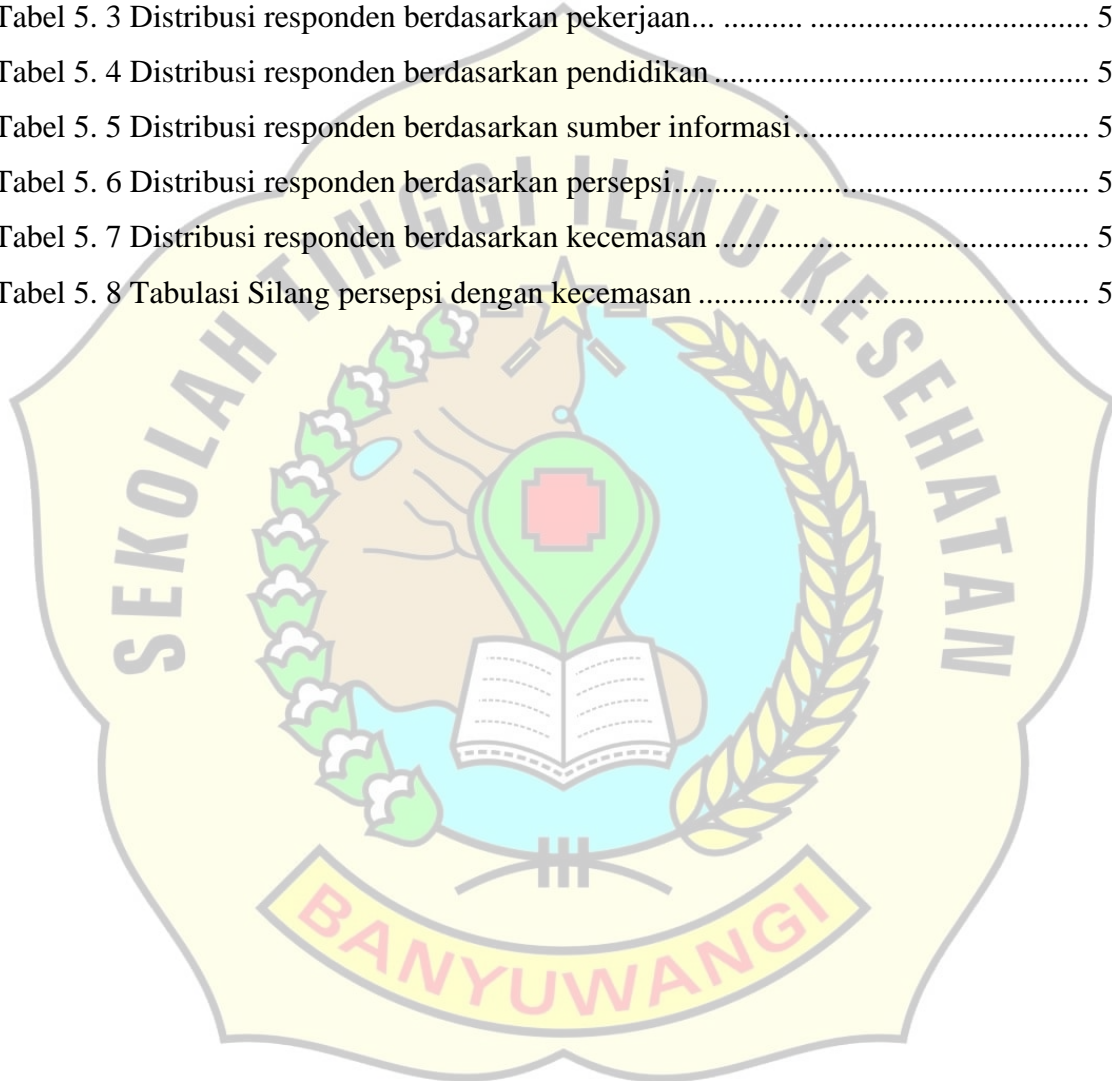 Tabel 5. 3 Distribusi responden berdasarkan pekerjaan... ......... ................................... 5
Tabel 5. 4 Distribusi responden berdasarkan pendidikan ............................................... 5
Tabel 5. 5 Distribusi responden berdasarkan sumber informasi..................................... 5
Tabel 5. 6 Distribusi responden berdasarkan persepsi.................................................... 5
Tabel 5. 7 Distribusi responden berdasarkan kecemasan ............................................... 5
Tabel 5. 8 Tabulasi Silang persepsi dengan kecemasan ................................................. 5
SEKOLAH TINGGI ILMU KESEHATAN
BANYUWANGI